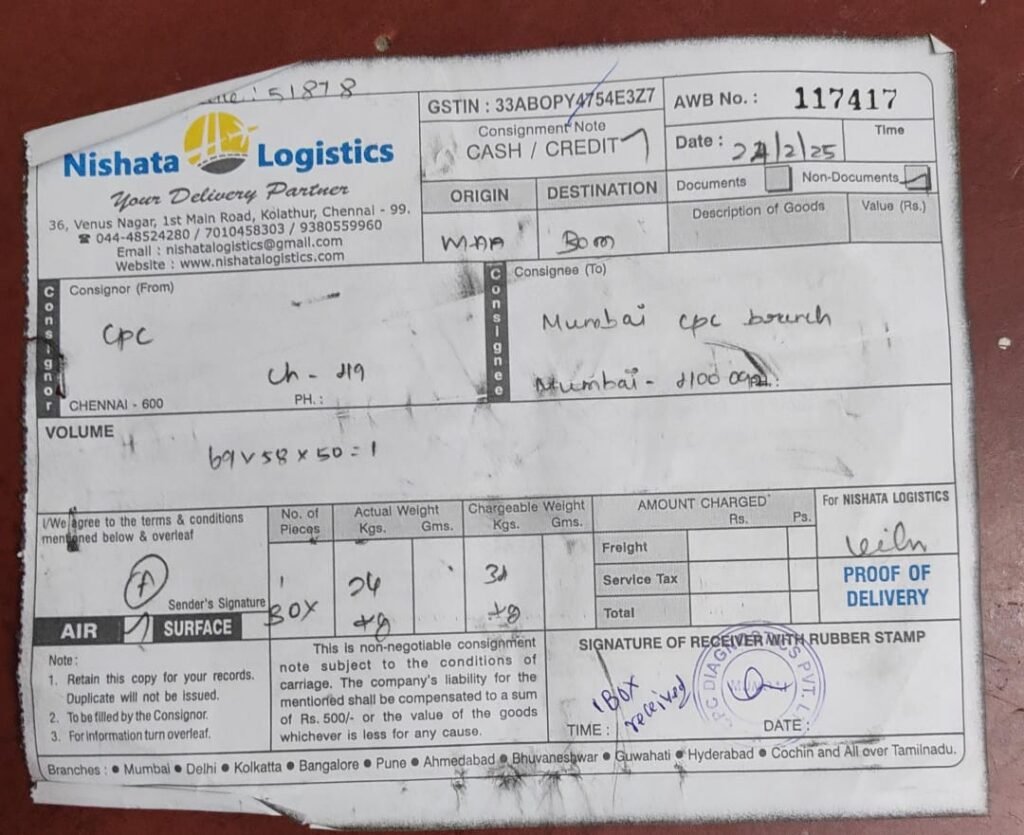 51878
Nishata Logistics
Your Delivery Partner
36, Venus Nagar, 1st Main Road, Kolathur, Chennai - 99.
☎ 044-48524280 / 7010458303 / 9380559960
Email : nishatalogistics@gmail.com
Website : www.nishatalogistics.com
GSTIN : 33ABOPY4754E3Z7
Consignment Note
CASH / CREDIT
ORIGIN DESTINATION
MAA Bom
AWB No. : 117417
Date : /2/25 Time
Documents Non-Documents
Description of Goods Value (Rs.)
Consignor
Consignor (From)
CPC
Ch - 
CHENNAI - 600 PH. :
Consignee
Consignee (To)
Mumbai CPC branch
Mumbai -
VOLUME
69 x 58 x 50 = 1
I/We agree to the terms & conditions
mentioned below & overleaf
Sender's Signature
AIR SURFACE
No. of Pieces
1
BOX
Actual Weight
Kgs. Gms.
kg
Chargeable Weight
Kgs. Gms.
kg
AMOUNT CHARGED
Rs. Ps.
Freight
Service Tax
Total
For NISHATA LOGISTICS
PROOF OF
DELIVERY
Note :
1. Retain this copy for your records.
Duplicate will not be issued.
2. To be filled by the Consignor.
3. For information turn overleaf.
This is non-negotiable consignment
note subject to the conditions of
carriage. The company's liability for the
mentioned shall be compensated to a sum
of Rs. 500/- or the value of the goods
whichever is less for any cause.
SIGNATURE OF RECEIVER WITH RUBBER STAMP
1 BOX
received
TIME : DATE :
Branches : ● Mumbai ● Delhi ● Kolkatta ● Bangalore ● Pune ● Ahmedabad ● Bhuvaneshwar ● Guwahati ● Hyderabad ● Cochin and All over Tamilnadu.